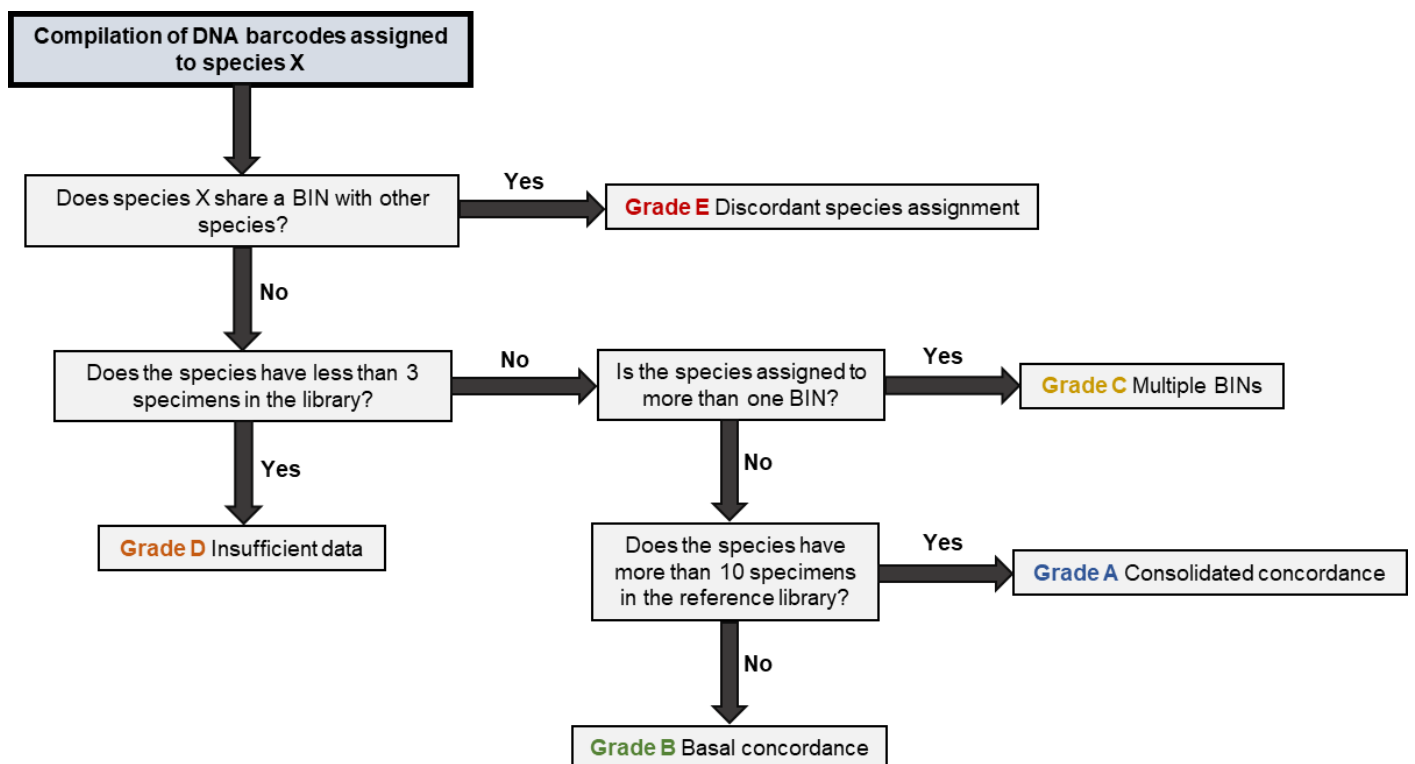 Compilation of DNA barcodes assigned
to species X
Does species X share a BIN with other
species?
Yes
Grade E Discordant species assignment
No
Does the species have less than 3
specimens in the library?
No
Is the species assigned to
more than one BIN?
Yes
Grade C Multiple BINs
Yes
Grade D Insufficient data
No
Does the species have
more than 10 specimens
in the reference library?
Yes
Grade A Consolidated concordance
No
Grade B Basal concordance